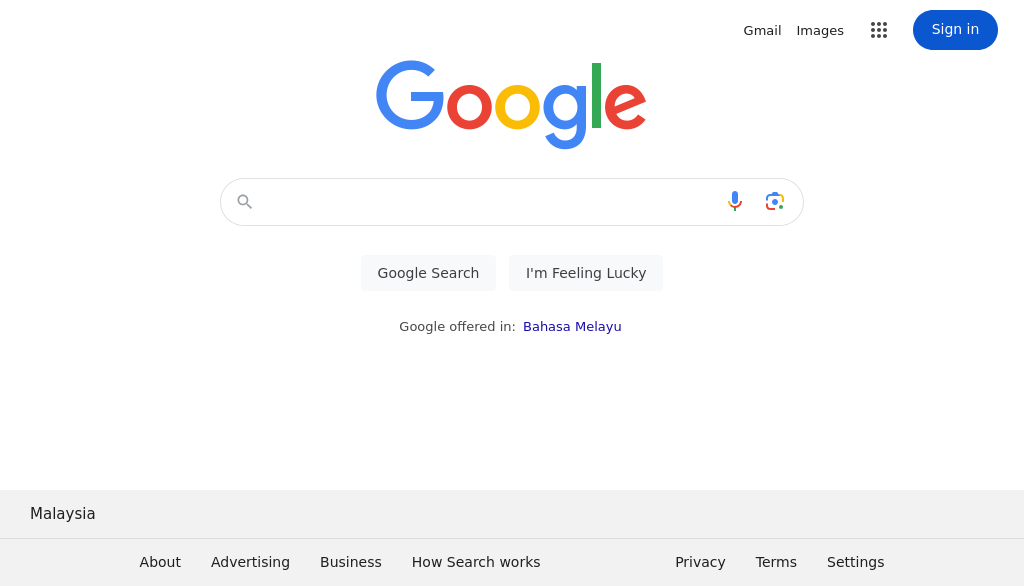 Gmail Images Sign in
Google
Google Search I'm Feeling Lucky
Google offered in: Bahasa Melayu
Malaysia
About Advertising Business How Search works Privacy Terms Settings